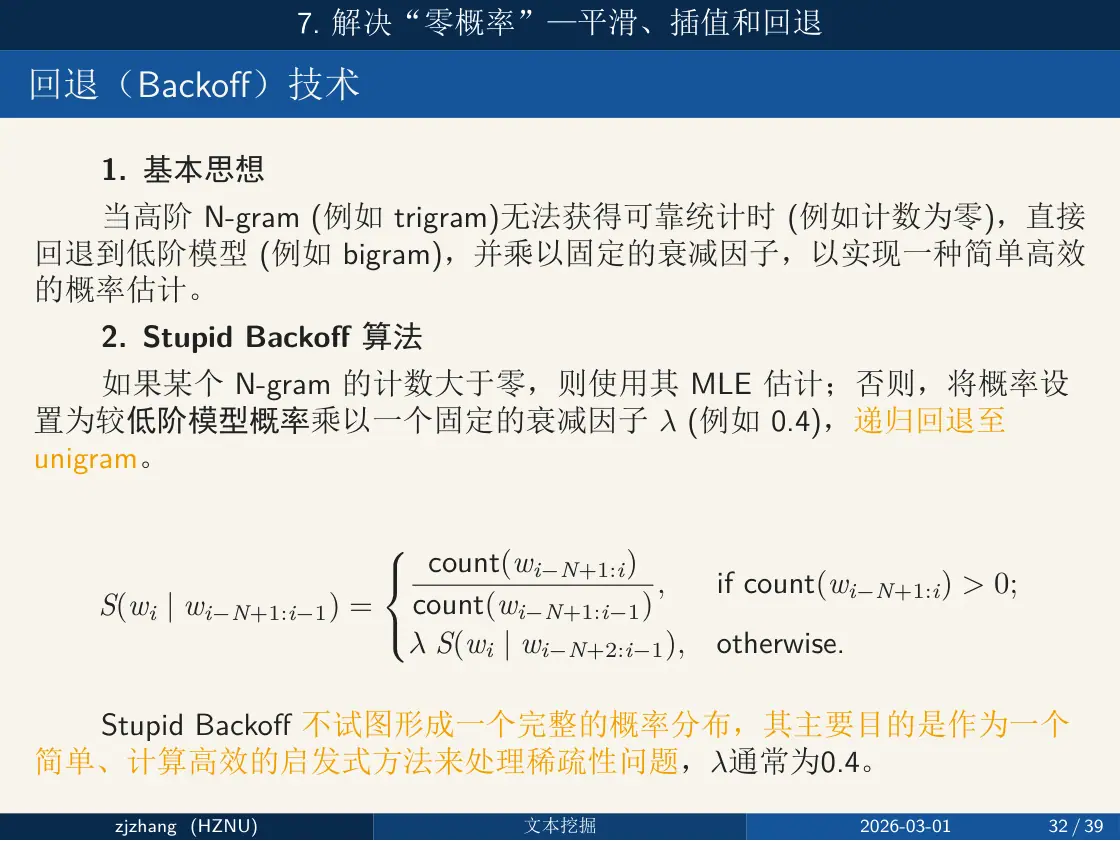 7. 解决“零概率”—平滑、插值和回退
回退（Backoff）技术
1. 基本思想
当高阶 N-gram (例如 trigram)无法获得可靠统计时 (例如计数为零)，直接
回退到低阶模型 (例如 bigram)，并乘以固定的衰减因子，以实现一种简单高效
的概率估计。
2. Stupid Backoff 算法
如果某个 N-gram 的计数大于零，则使用其 MLE 估计；否则，将概率设
置为较低阶模型概率乘以一个固定的衰减因子 λ (例如 0.4)，递归回退至
unigram。
S(w_i | w_{i−N+1:i−1}) = { count(w_{i−N+1:i}) / count(w_{i−N+1:i−1}), if count(w_{i−N+1:i}) > 0;
λ S(w_i | w_{i−N+2:i−1}), otherwise.
Stupid Backoff 不试图形成一个完整的概率分布，其主要目的是作为一个
简单、计算高效的启发式方法来处理稀疏性问题，λ通常为0.4。
zjzhang (HZNU) 文本挖掘 2026-03-01 32 / 39